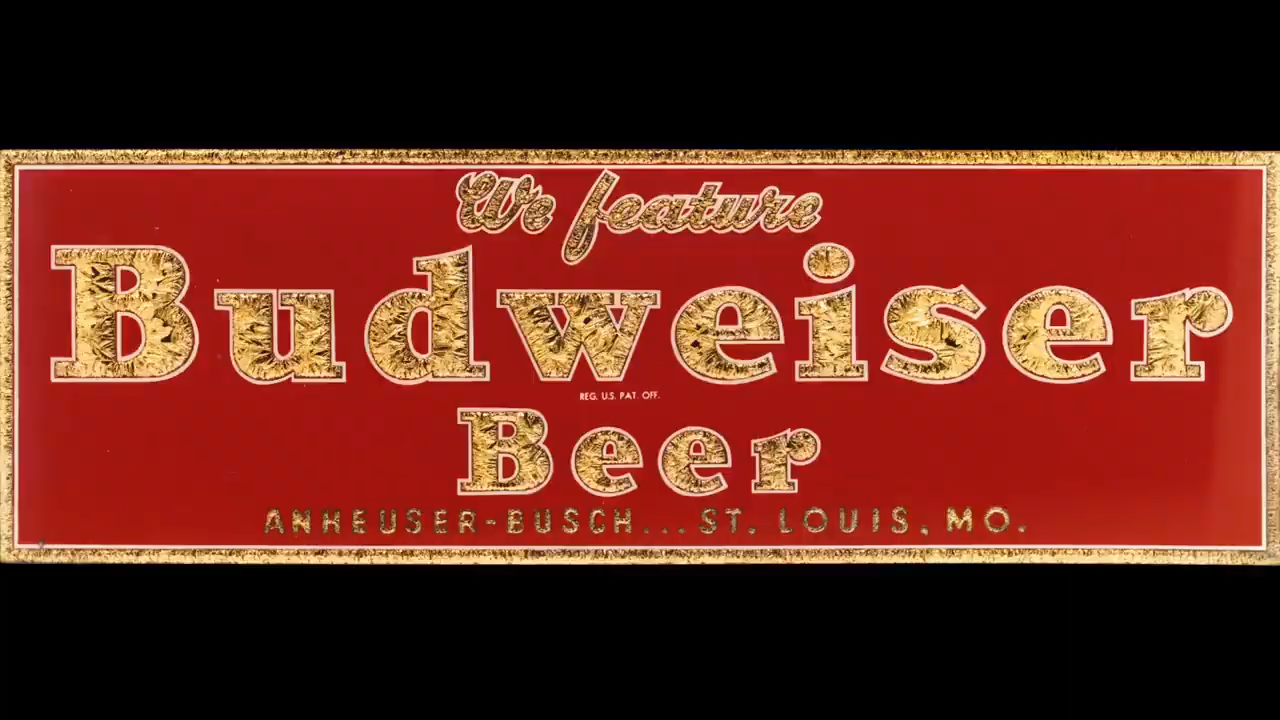 We feature
Budweiser
REG. U.S. PAT. OFF.
Beer
ANHEUSER-BUSCH...ST. LOUIS, MO.